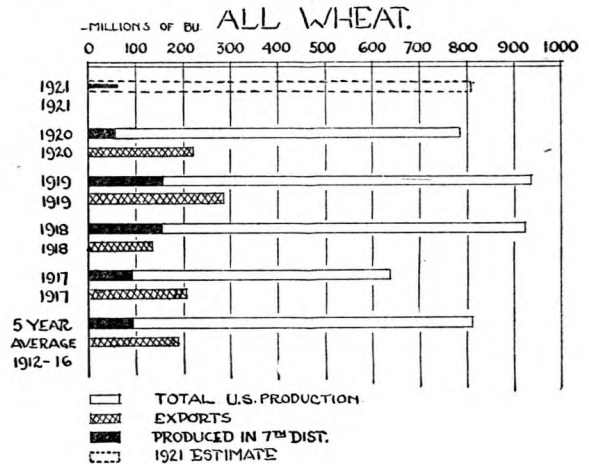 -MILLIONS OF BU. ALL WHEAT.
0 100 200 300 400 500 600 700 800 900 1000
1921
1921
1920
1920
1919
1919
1918
1918
1917
1917
5 YEAR
AVERAGE
1912-16
TOTAL U.S. PRODUCTION
EXPORTS
PRODUCED IN 7TH DIST.
1921 ESTIMATE